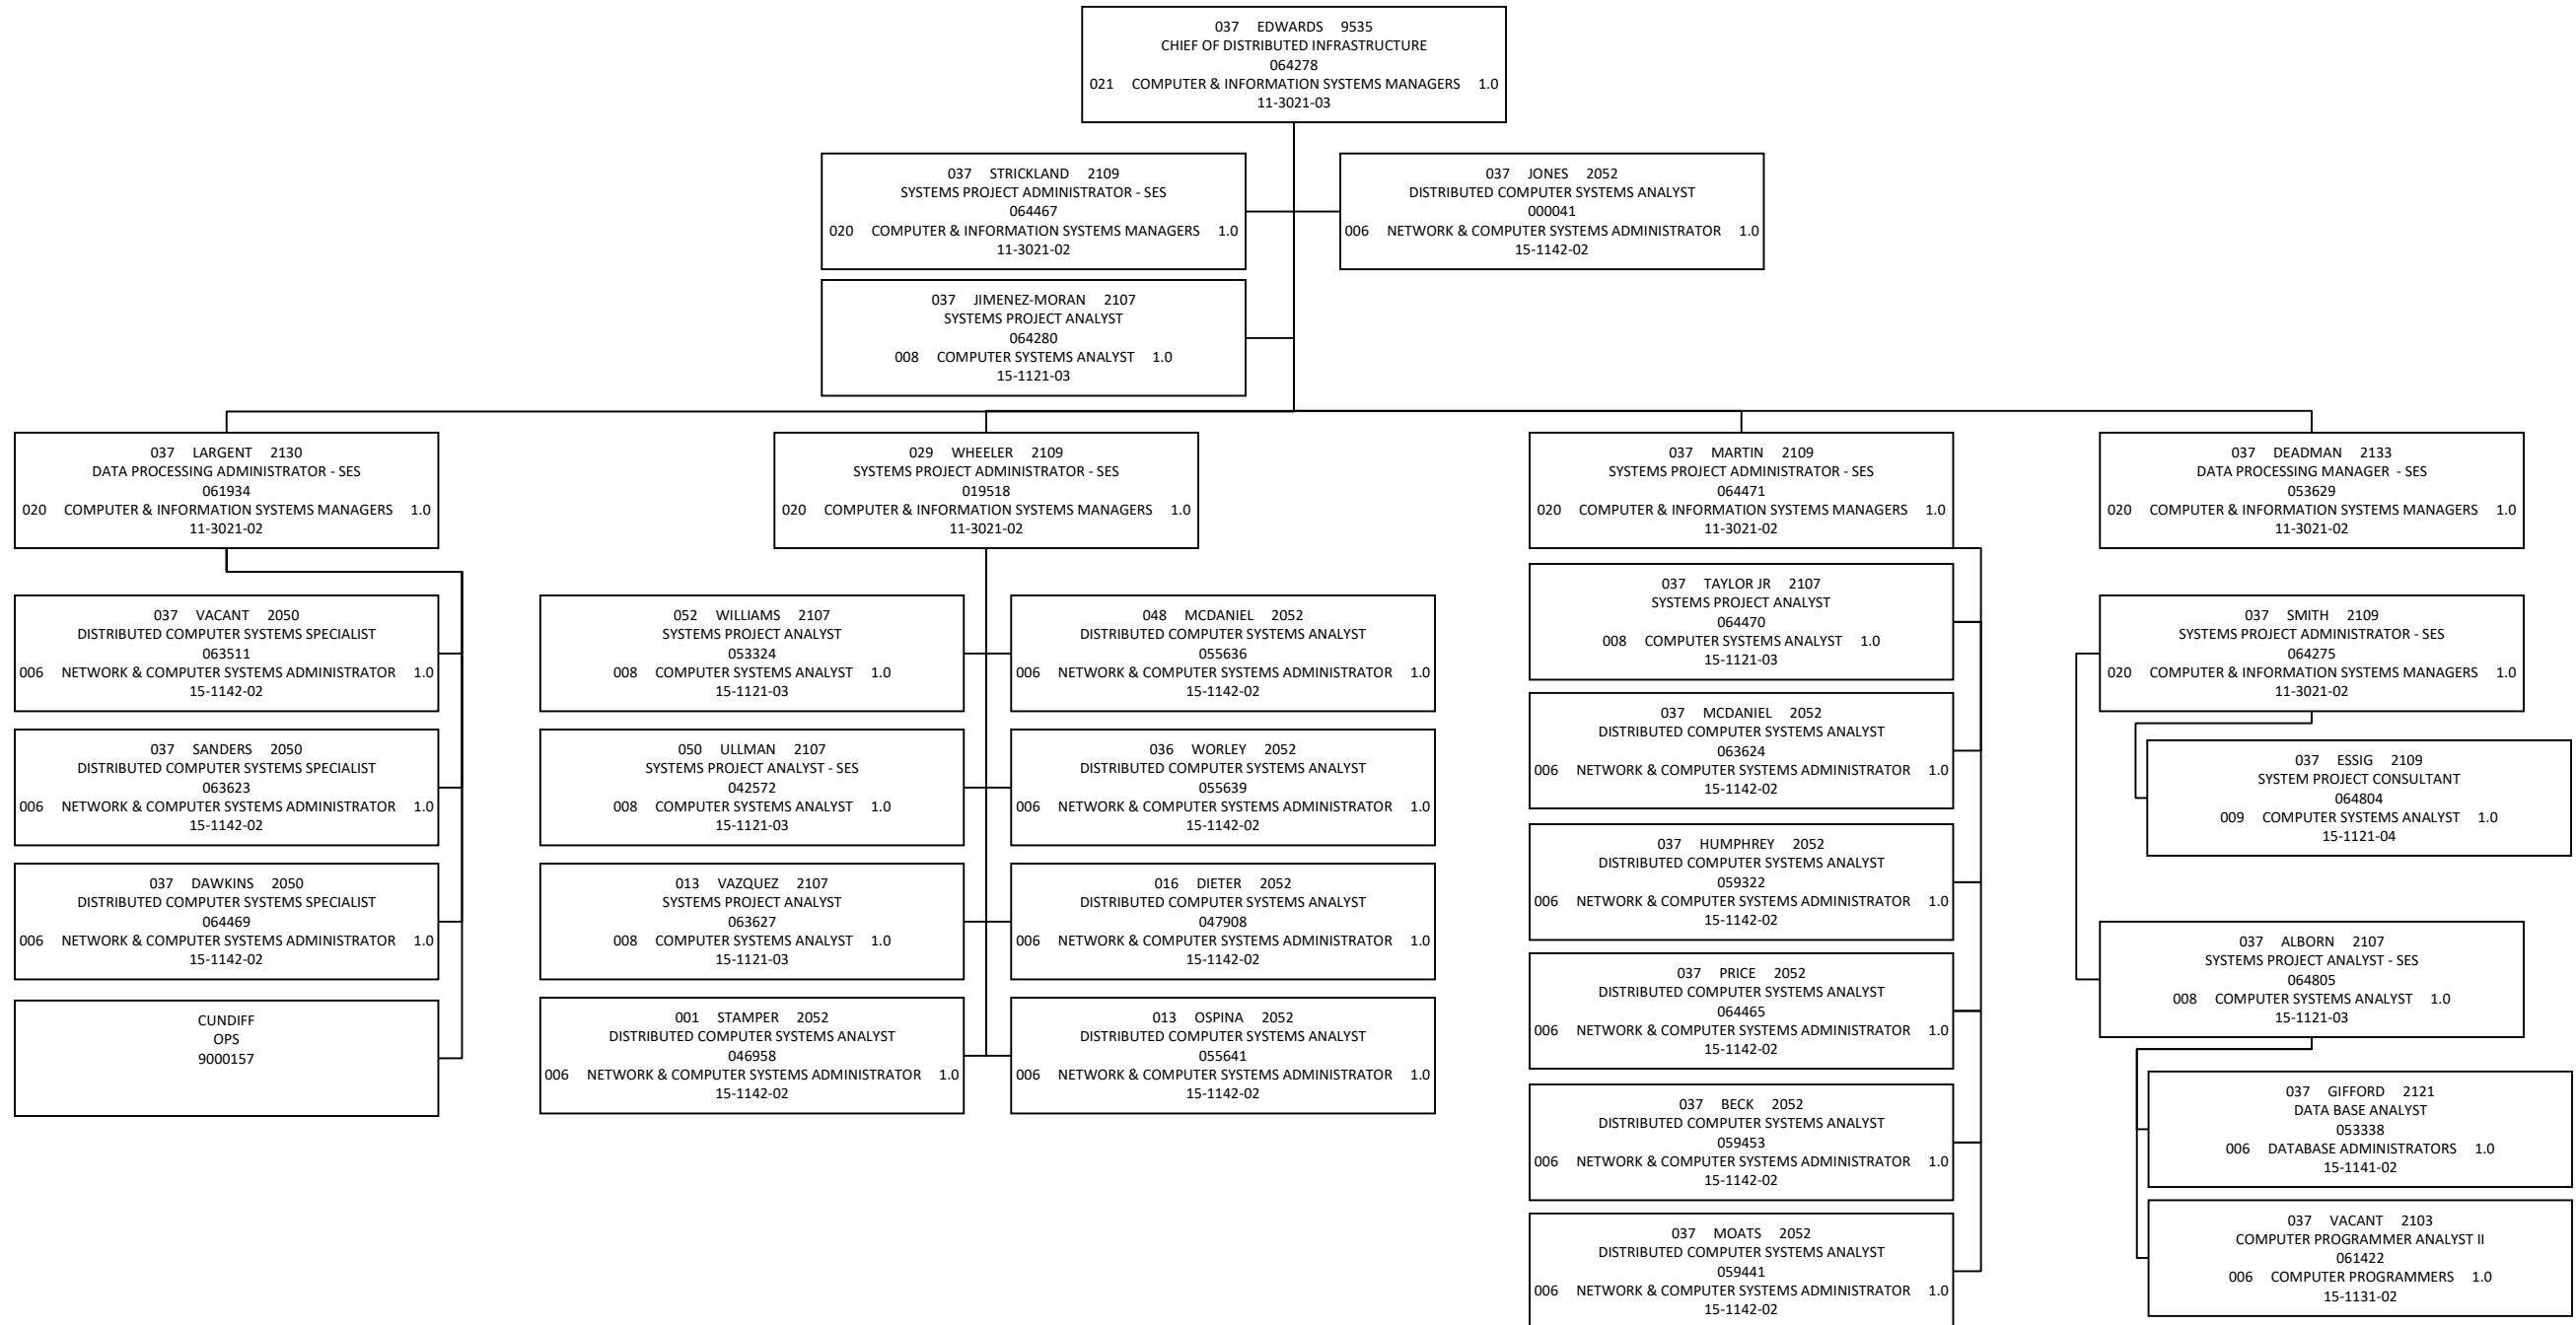 037 EDWARDS 9535
CHIEF OF DISTRIBUTED INFRASTRUCTURE
064278
021 COMPUTER & INFORMATION SYSTEMS MANAGERS 1.0
11-3021-03
037 STRICKLAND 2109
SYSTEMS PROJECT ADMINISTRATOR - SES
064467
020 COMPUTER & INFORMATION SYSTEMS MANAGERS 1.0
11-3021-02
037 JONES 2052
DISTRIBUTED COMPUTER SYSTEMS ANALYST
000041
006 NETWORK & COMPUTER SYSTEMS ADMINISTRATOR 1.0
15-1142-02
037 JIMENEZ-MORAN 2107
SYSTEMS PROJECT ANALYST
064280
008 COMPUTER SYSTEMS ANALYST 1.0
15-1121-03
037 LARGENT 2130
DATA PROCESSING ADMINISTRATOR - SES
061934
020 COMPUTER & INFORMATION SYSTEMS MANAGERS 1.0
11-3021-02
037 VACANT 2050
DISTRIBUTED COMPUTER SYSTEMS SPECIALIST
063511
006 NETWORK & COMPUTER SYSTEMS ADMINISTRATOR 1.0
15-1142-02
037 SANDERS 2050
DISTRIBUTED COMPUTER SYSTEMS SPECIALIST
063623
006 NETWORK & COMPUTER SYSTEMS ADMINISTRATOR 1.0
15-1142-02
037 DAWKINS 2050
DISTRIBUTED COMPUTER SYSTEMS SPECIALIST
064469
006 NETWORK & COMPUTER SYSTEMS ADMINISTRATOR 1.0
15-1142-02
CUNDIFF
OPS
9000157
029 WHEELER 2109
SYSTEMS PROJECT ADMINISTRATOR - SES
019518
020 COMPUTER & INFORMATION SYSTEMS MANAGERS 1.0
11-3021-02
052 WILLIAMS 2107
SYSTEMS PROJECT ANALYST
053324
008 COMPUTER SYSTEMS ANALYST 1.0
15-1121-03
048 MCDANIEL 2052
DISTRIBUTED COMPUTER SYSTEMS ANALYST
055636
006 NETWORK & COMPUTER SYSTEMS ADMINISTRATOR 1.0
15-1142-02
050 ULLMAN 2107
SYSTEMS PROJECT ANALYST - SES
042572
008 COMPUTER SYSTEMS ANALYST 1.0
15-1121-03
036 WORLEY 2052
DISTRIBUTED COMPUTER SYSTEMS ANALYST
055639
006 NETWORK & COMPUTER SYSTEMS ADMINISTRATOR 1.0
15-1142-02
013 VAZQUEZ 2107
SYSTEMS PROJECT ANALYST
063627
008 COMPUTER SYSTEMS ANALYST 1.0
15-1121-03
016 DIETER 2052
DISTRIBUTED COMPUTER SYSTEMS ANALYST
047908
006 NETWORK & COMPUTER SYSTEMS ADMINISTRATOR 1.0
15-1142-02
001 STAMPER 2052
DISTRIBUTED COMPUTER SYSTEMS ANALYST
046958
006 NETWORK & COMPUTER SYSTEMS ADMINISTRATOR 1.0
15-1142-02
013 OSPINA 2052
DISTRIBUTED COMPUTER SYSTEMS ANALYST
055641
006 NETWORK & COMPUTER SYSTEMS ADMINISTRATOR 1.0
15-1142-02
037 MARTIN 2109
SYSTEMS PROJECT ADMINISTRATOR - SES
064471
020 COMPUTER & INFORMATION SYSTEMS MANAGERS 1.0
11-3021-02
037 TAYLOR JR 2107
SYSTEMS PROJECT ANALYST
064470
008 COMPUTER SYSTEMS ANALYST 1.0
15-1121-03
037 MCDANIEL 2052
DISTRIBUTED COMPUTER SYSTEMS ANALYST
063624
006 NETWORK & COMPUTER SYSTEMS ADMINISTRATOR 1.0
15-1142-02
037 HUMPHREY 2052
DISTRIBUTED COMPUTER SYSTEMS ANALYST
059322
006 NETWORK & COMPUTER SYSTEMS ADMINISTRATOR 1.0
15-1142-02
037 PRICE 2052
DISTRIBUTED COMPUTER SYSTEMS ANALYST
064465
006 NETWORK & COMPUTER SYSTEMS ADMINISTRATOR 1.0
15-1142-02
037 BECK 2052
DISTRIBUTED COMPUTER SYSTEMS ANALYST
059453
006 NETWORK & COMPUTER SYSTEMS ADMINISTRATOR 1.0
15-1142-02
037 MOATS 2052
DISTRIBUTED COMPUTER SYSTEMS ANALYST
059441
006 NETWORK & COMPUTER SYSTEMS ADMINISTRATOR 1.0
15-1142-02
037 DEADMAN 2133
DATA PROCESSING MANAGER - SES
053629
020 COMPUTER & INFORMATION SYSTEMS MANAGERS 1.0
11-3021-02
037 SMITH 2109
SYSTEMS PROJECT ADMINISTRATOR - SES
064275
020 COMPUTER & INFORMATION SYSTEMS MANAGERS 1.0
11-3021-02
037 ESSIG 2109
SYSTEM PROJECT CONSULTANT
064804
009 COMPUTER SYSTEMS ANALYST 1.0
15-1121-04
037 ALBORN 2107
SYSTEMS PROJECT ANALYST - SES
064805
008 COMPUTER SYSTEMS ANALYST 1.0
15-1121-03
037 GIFFORD 2121
DATA BASE ANALYST
053338
006 DATABASE ADMINISTRATORS 1.0
15-1141-02
037 VACANT 2103
COMPUTER PROGRAMMER ANALYST II
061422
006 COMPUTER PROGRAMMERS 1.0
15-1131-02